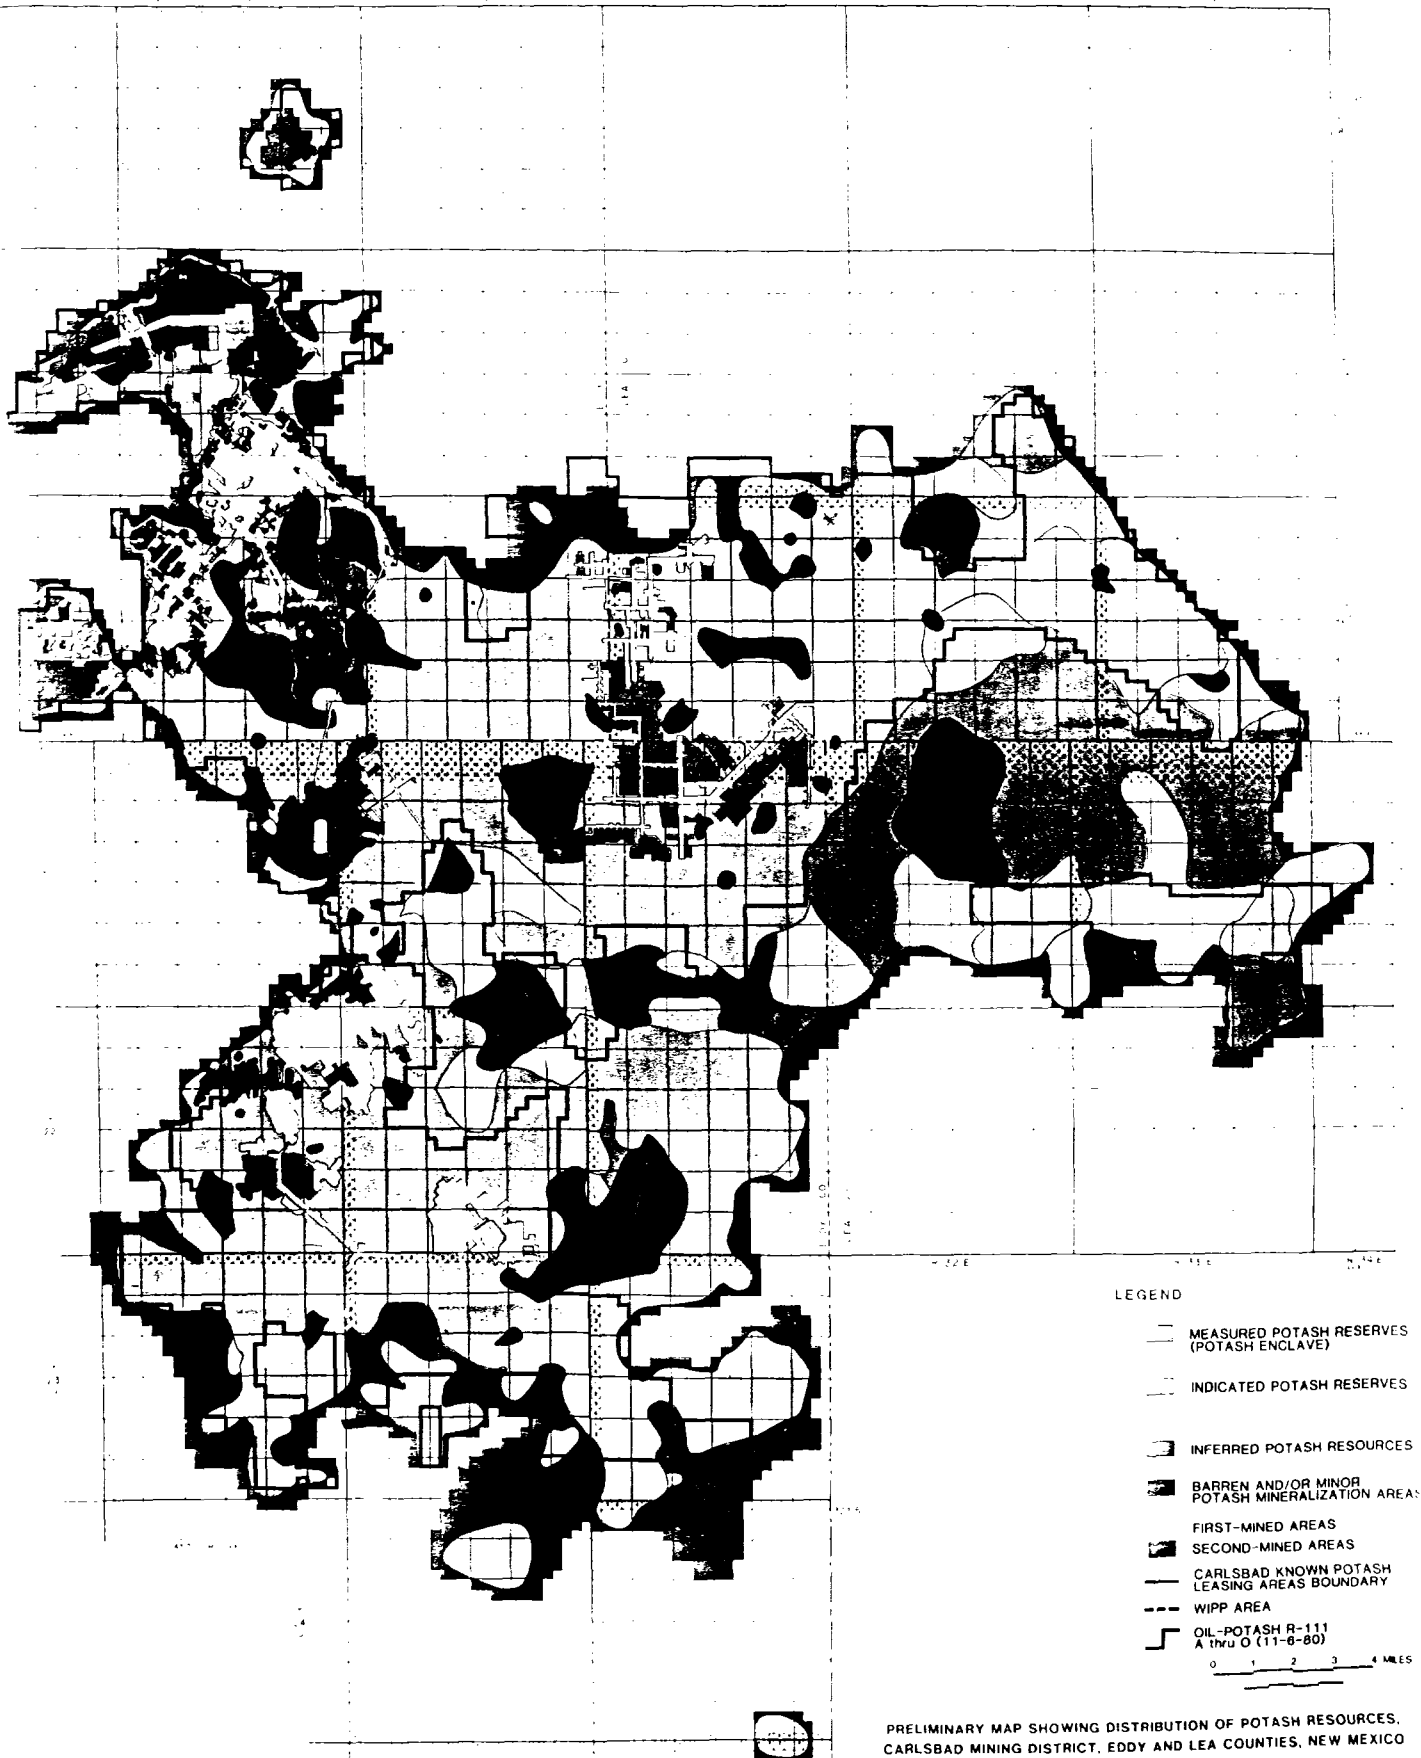 LEA
LEA
R 32 E
LEGEND
MEASURED POTASH RESERVES
(POTASH ENCLAVE)
INDICATED POTASH RESERVES
INFERRED POTASH RESOURCES
BARREN AND/OR MINOR
POTASH MINERALIZATION AREAS
FIRST-MINED AREAS
SECOND-MINED AREAS
CARLSBAD KNOWN POTASH
LEASING AREAS BOUNDARY
WIPP AREA
OIL-POTASH R-111
A thru O (11-6-80)
0 1 2 3 4 MILES
PRELIMINARY MAP SHOWING DISTRIBUTION OF POTASH RESOURCES,
CARLSBAD MINING DISTRICT, EDDY AND LEA COUNTIES, NEW MEXICO